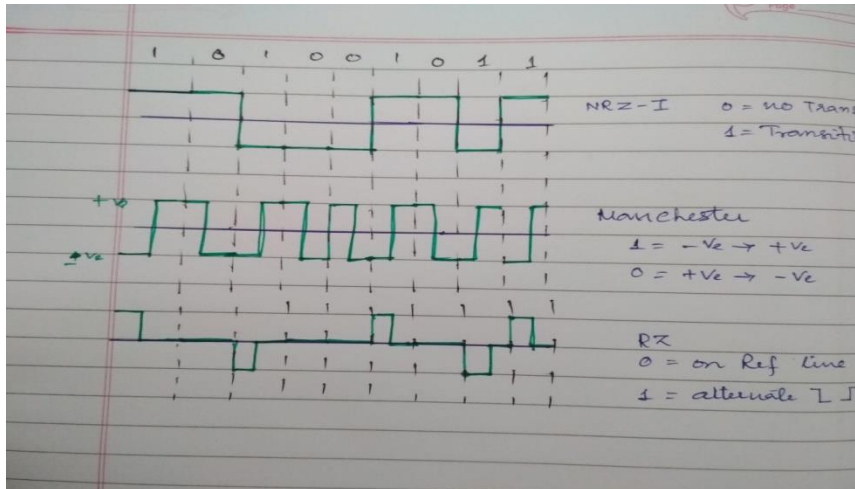 Page
1 0 1 0 0 1 0 1 1
NRZ-I 0 = no Trans
1 = Transiti
+Ve
-Ve
Manchester
1 = -Ve → +Ve
0 = +Ve → -Ve
RZ
0 = on Ref line
1 = alternate